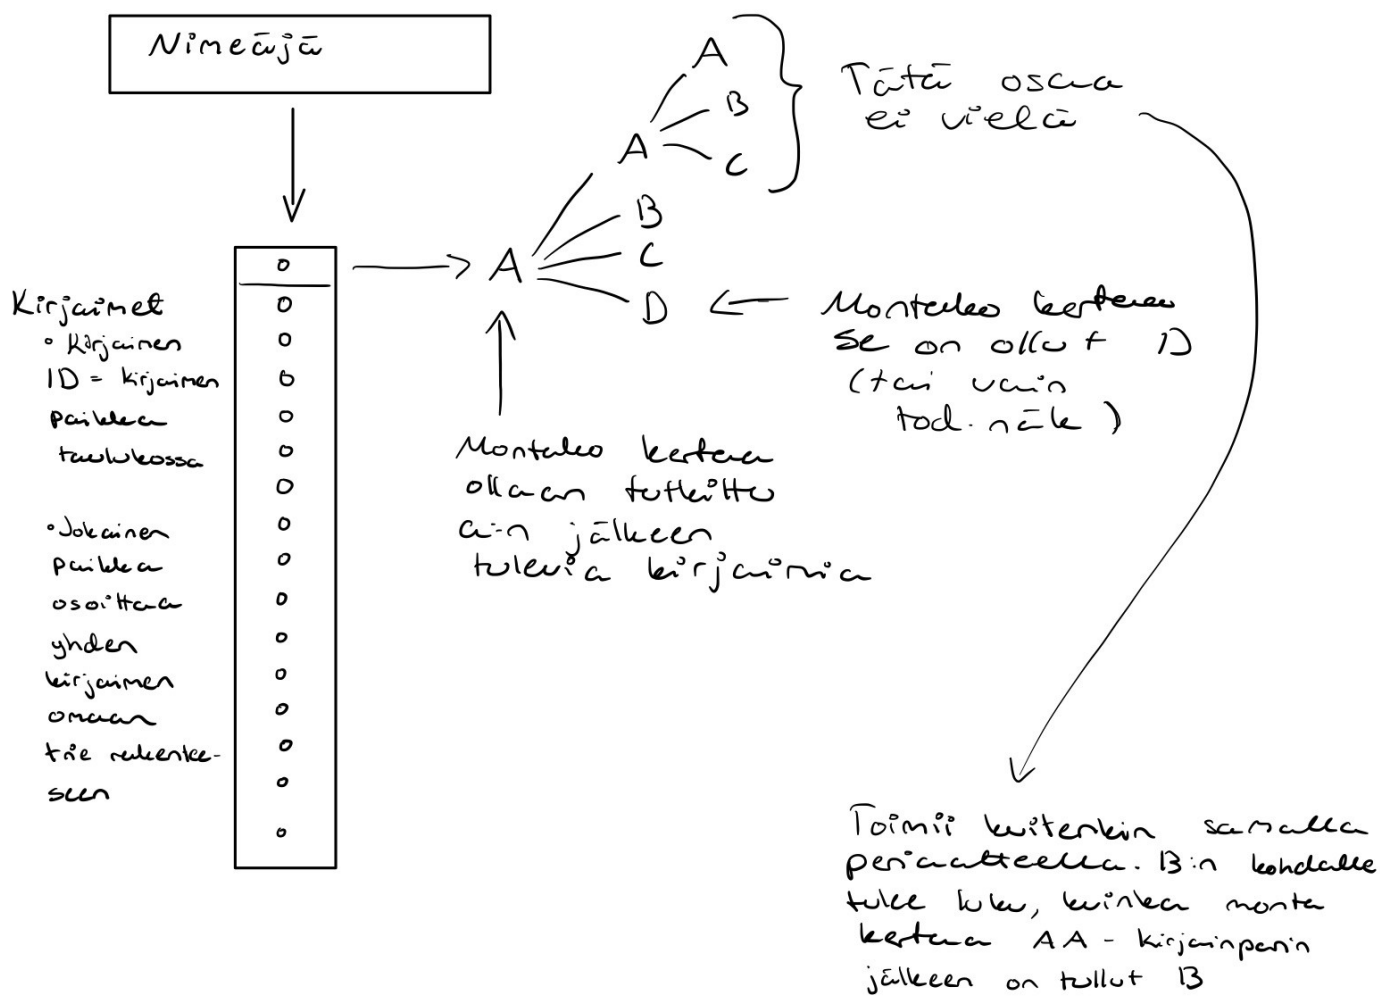 Nimeäjä
A
B
C
Tätä osaa
ei vielä
A
B
C
D
A
Kirjaimet
• Kirjainen
ID = kirjaimen
paikka
taulukossa
• Jokainen
paikka
osoittaa
yhden
kirjaimen
omaan
trie rakentee-
seen
Montako kertaa
se on ollut D
(tai vain
tod. näk)
Montako kertaa
ollaan tutkittu
a:n jälkeen
tulevia kirjaimia
Toimii kuitenkin samalla
periaatteella. B:n kohdalle
tulee luku, kuinka monta
kertaa AA - kirjainparin
jälkeen on tullut B